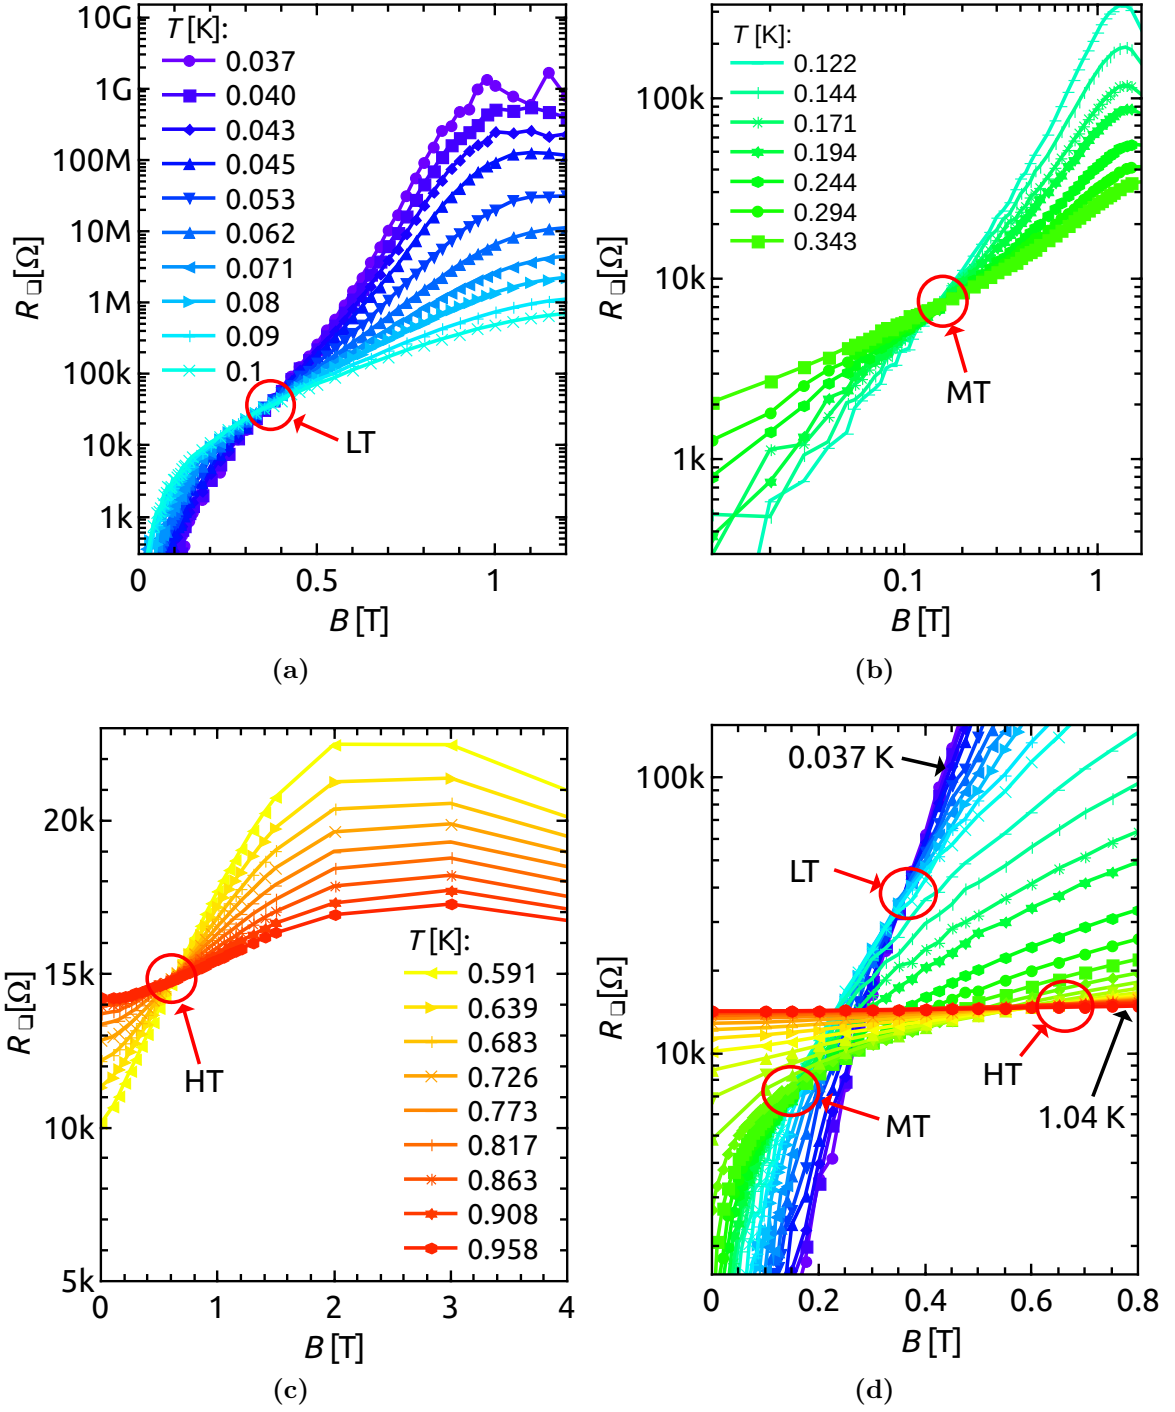 T [K]:
0.037
0.040
0.043
0.045
0.053
0.062
0.071
0.08
0.09
0.1
10G
1G
100M
10M
1M
100k
10k
1k
R□[Ω]
LT
0
0.5
1
B [T]
(a)
T [K]:
0.122
0.144
0.171
0.194
0.244
0.294
0.343
100k
10k
1k
R□[Ω]
MT
0.1
1
B [T]
(b)
20k
15k
10k
5k
R□[Ω]
HT
T [K]:
0.591
0.639
0.683
0.726
0.773
0.817
0.863
0.908
0.958
0
1
2
3
4
B [T]
(c)
100k
10k
R□[Ω]
0.037 K
LT
HT
MT
1.04 K
0
0.2
0.4
0.6
0.8
B [T]
(d)